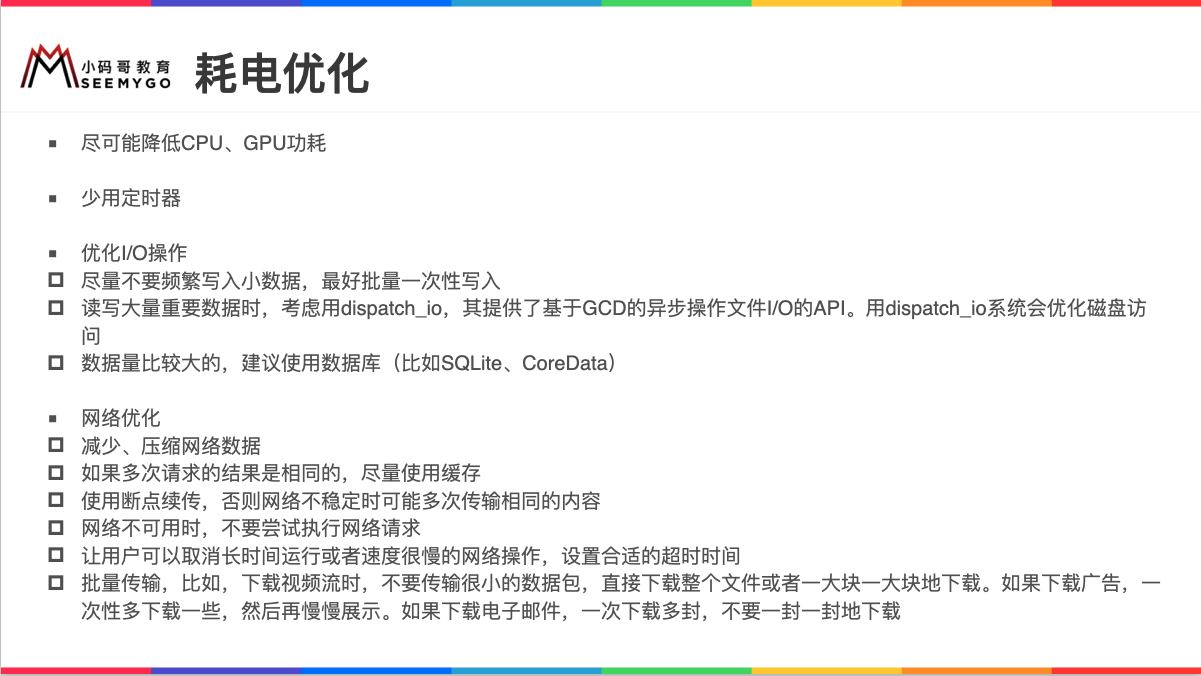 小码哥教育
SEEMYGO
耗电优化
尽可能降低CPU、GPU功耗
少用定时器
优化I/O操作
尽量不要频繁写入小数据，最好批量一次性写入
读写大量重要数据时，考虑用dispatch_io，其提供了基于GCD的异步操作文件I/O的API。用dispatch_io系统会优化磁盘访
问
数据量比较大的，建议使用数据库（比如SQLite、CoreData）
网络优化
减少、压缩网络数据
如果多次请求的结果是相同的，尽量使用缓存
使用断点续传，否则网络不稳定时可能多次传输相同的内容
网络不可用时，不要尝试执行网络请求
让用户可以取消长时间运行或者速度很慢的网络操作，设置合适的超时时间
批量传输，比如，下载视频流时，不要传输很小的数据包，直接下载整个文件或者一大块一大块地下载。如果下载广告，一
次性多下载一些，然后再慢慢展示。如果下载电子邮件，一次下载多封，不要一封一封地下载